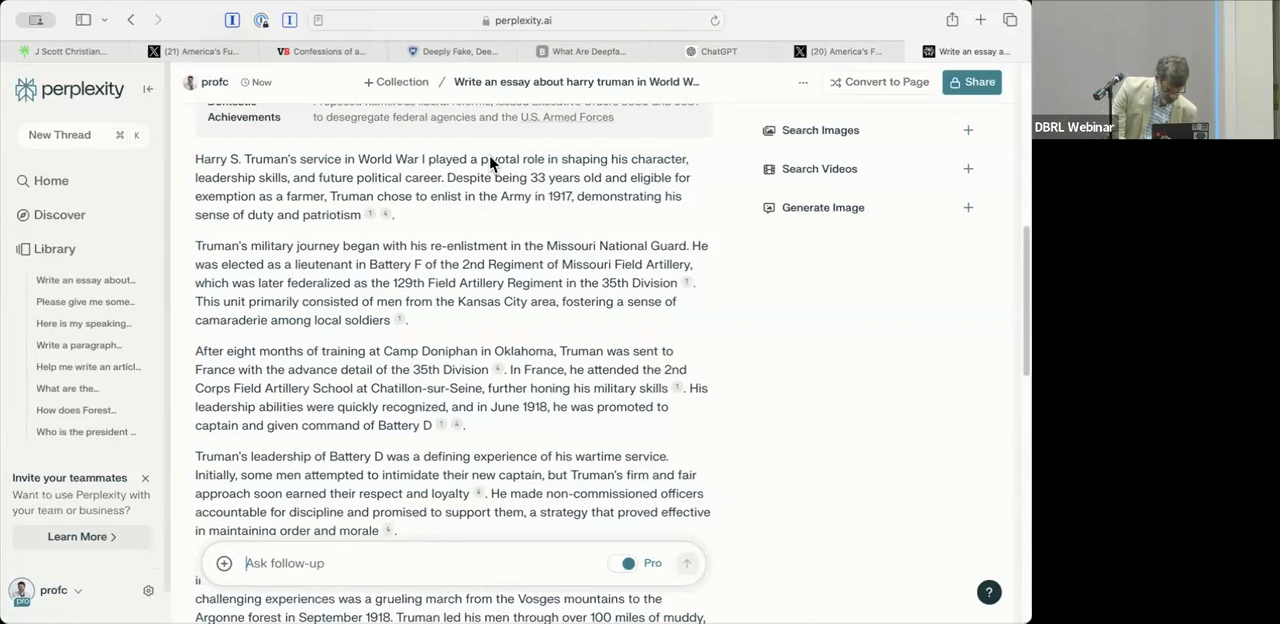 perplexity.ai
J Scott Christian...
(21) America's Fu...
Confessions of a...
Deeply Fake, Dee...
What Are Deepfa...
ChatGPT
(20) America's F...
Write an essay a...
perplexity
New Thread
K
Home
Discover
Library
Write an essay about...
Please give me some...
Here is my speaking...
Write a paragraph...
Help me write an articl...
What are the...
How does Forest...
Who is the president ...
Invite your teammates
Want to use Perplexity with
your team or business?
Learn More
profc
pro
profc Now
Collection / Write an essay about harry truman in World W...
... Convert to Page
Share
Achievements
to desegregate federal agencies and the U.S. Armed Forces
Harry S. Truman's service in World War I played a pivotal role in shaping his character,
leadership skills, and future political career. Despite being 33 years old and eligible for
exemption as a farmer, Truman chose to enlist in the Army in 1917, demonstrating his
sense of duty and patriotism 1 4 .
Truman's military journey began with his re-enlistment in the Missouri National Guard. He
was elected as a lieutenant in Battery F of the 2nd Regiment of Missouri Field Artillery,
which was later federalized as the 129th Field Artillery Regiment in the 35th Division 1 .
This unit primarily consisted of men from the Kansas City area, fostering a sense of
camaraderie among local soldiers 1 .
After eight months of training at Camp Doniphan in Oklahoma, Truman was sent to
France with the advance detail of the 35th Division 4 . In France, he attended the 2nd
Corps Field Artillery School at Chatillon-sur-Seine, further honing his military skills 1 . His
leadership abilities were quickly recognized, and in June 1918, he was promoted to
captain and given command of Battery D 1 4 .
Truman's leadership of Battery D was a defining experience of his wartime service.
Initially, some men attempted to intimidate their new captain, but Truman's firm and fair
approach soon earned their respect and loyalty 4 . He made non-commissioned officers
accountable for discipline and promised to support them, a strategy that proved effective
in maintaining order and morale 4 .
Ask follow-up
Pro
challenging experiences was a grueling march from the Vosges mountains to the
Argonne forest in September 1918. Truman led his men through over 100 miles of muddy,
Search Images
Search Videos
Generate Image
?
DBRL Webinar